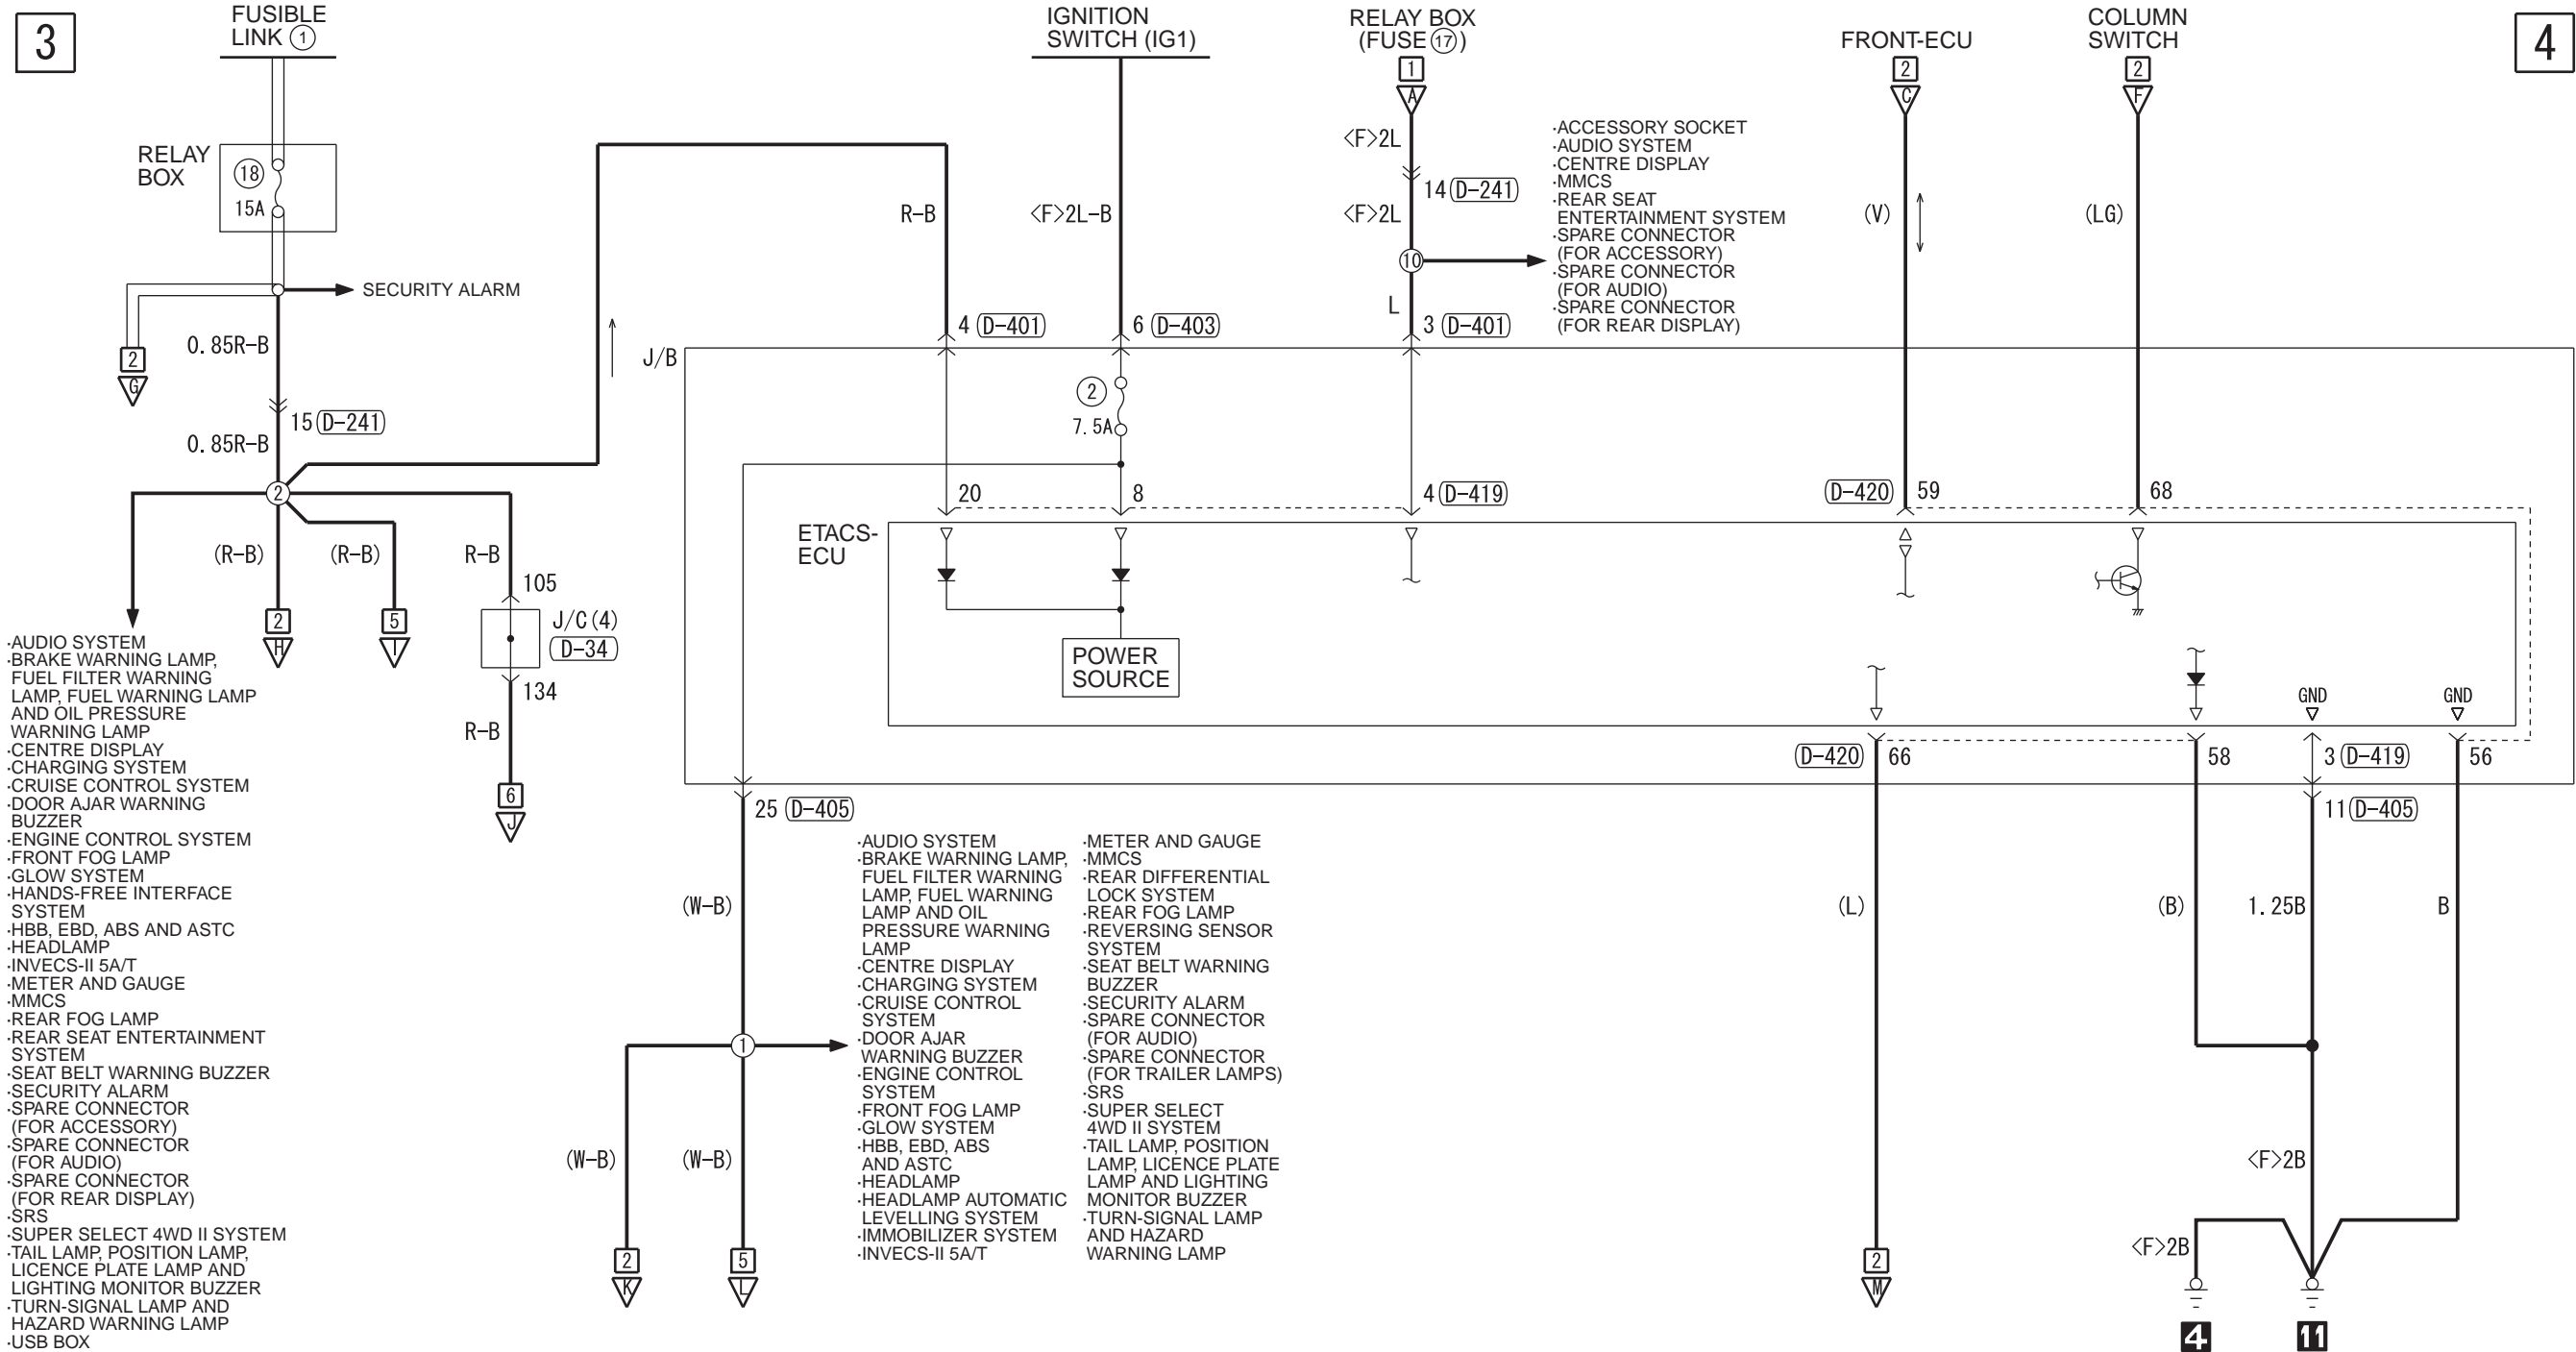 3
FUSIBLE
LINK ①
IGNITION
SWITCH (IG1)
RELAY BOX
(FUSE ⑰)
FRONT-ECU
COLUMN
SWITCH
4
1
A
2
C
2
F
RELAY
BOX
18
15A
SECURITY ALARM
2
G
0.85R-B
15 D-241
0.85R-B
2
R-B
<F>2L-B
<F>2L
14 D-241
<F>2L
10
L
·ACCESSORY SOCKET
·AUDIO SYSTEM
·CENTRE DISPLAY
·MMCS
·REAR SEAT
ENTERTAINMENT SYSTEM
·SPARE CONNECTOR
(FOR ACCESSORY)
·SPARE CONNECTOR
(FOR AUDIO)
·SPARE CONNECTOR
(FOR REAR DISPLAY)
(V)
(LG)
4 D-401
6 D-403
3 D-401
J/B
2
7.5A
20
8
4 D-419
D-420 59
68
ETACS-
ECU
POWER
SOURCE
GND
GND
(R-B)
(R-B)
R-B
105
J/C(4)
D-34
134
R-B
2
H
5
I
6
J
·AUDIO SYSTEM
·BRAKE WARNING LAMP,
FUEL FILTER WARNING
LAMP, FUEL WARNING LAMP
AND OIL PRESSURE
WARNING LAMP
·CENTRE DISPLAY
·CHARGING SYSTEM
·CRUISE CONTROL SYSTEM
·DOOR AJAR WARNING
BUZZER
·ENGINE CONTROL SYSTEM
·FRONT FOG LAMP
·GLOW SYSTEM
·HANDS-FREE INTERFACE
SYSTEM
·HBB, EBD, ABS AND ASTC
·HEADLAMP
·INVECS-II 5A/T
·METER AND GAUGE
·MMCS
·REAR FOG LAMP
·REAR SEAT ENTERTAINMENT
SYSTEM
·SEAT BELT WARNING BUZZER
·SECURITY ALARM
·SPARE CONNECTOR
(FOR ACCESSORY)
·SPARE CONNECTOR
(FOR AUDIO)
·SPARE CONNECTOR
(FOR REAR DISPLAY)
·SRS
·SUPER SELECT 4WD II SYSTEM
·TAIL LAMP, POSITION LAMP,
LICENCE PLATE LAMP AND
LIGHTING MONITOR BUZZER
·TURN-SIGNAL LAMP AND
HAZARD WARNING LAMP
·USB BOX
25 D-405
(W-B)
1
(W-B)
(W-B)
2
K
5
L
·AUDIO SYSTEM
·BRAKE WARNING LAMP,
FUEL FILTER WARNING
LAMP, FUEL WARNING
LAMP AND OIL
PRESSURE WARNING
LAMP
·CENTRE DISPLAY
·CHARGING SYSTEM
·CRUISE CONTROL
SYSTEM
·DOOR AJAR
WARNING BUZZER
·ENGINE CONTROL
SYSTEM
·FRONT FOG LAMP
·GLOW SYSTEM
·HBB, EBD, ABS
AND ASTC
·HEADLAMP
·HEADLAMP AUTOMATIC
LEVELLING SYSTEM
·IMMOBILIZER SYSTEM
·INVECS-II 5A/T
·METER AND GAUGE
·MMCS
·REAR DIFFERENTIAL
LOCK SYSTEM
·REAR FOG LAMP
·REVERSING SENSOR
SYSTEM
·SEAT BELT WARNING
BUZZER
·SECURITY ALARM
·SPARE CONNECTOR
(FOR AUDIO)
·SPARE CONNECTOR
(FOR TRAILER LAMPS)
·SRS
·SUPER SELECT
4WD II SYSTEM
·TAIL LAMP, POSITION
LAMP, LICENCE PLATE
LAMP AND LIGHTING
MONITOR BUZZER
·TURN-SIGNAL LAMP
AND HAZARD
WARNING LAMP
D-420 66
58
3 D-419
56
11 D-405
(L)
(B)
1.25B
B
<F>2B
<F>2B
2
M
4
11